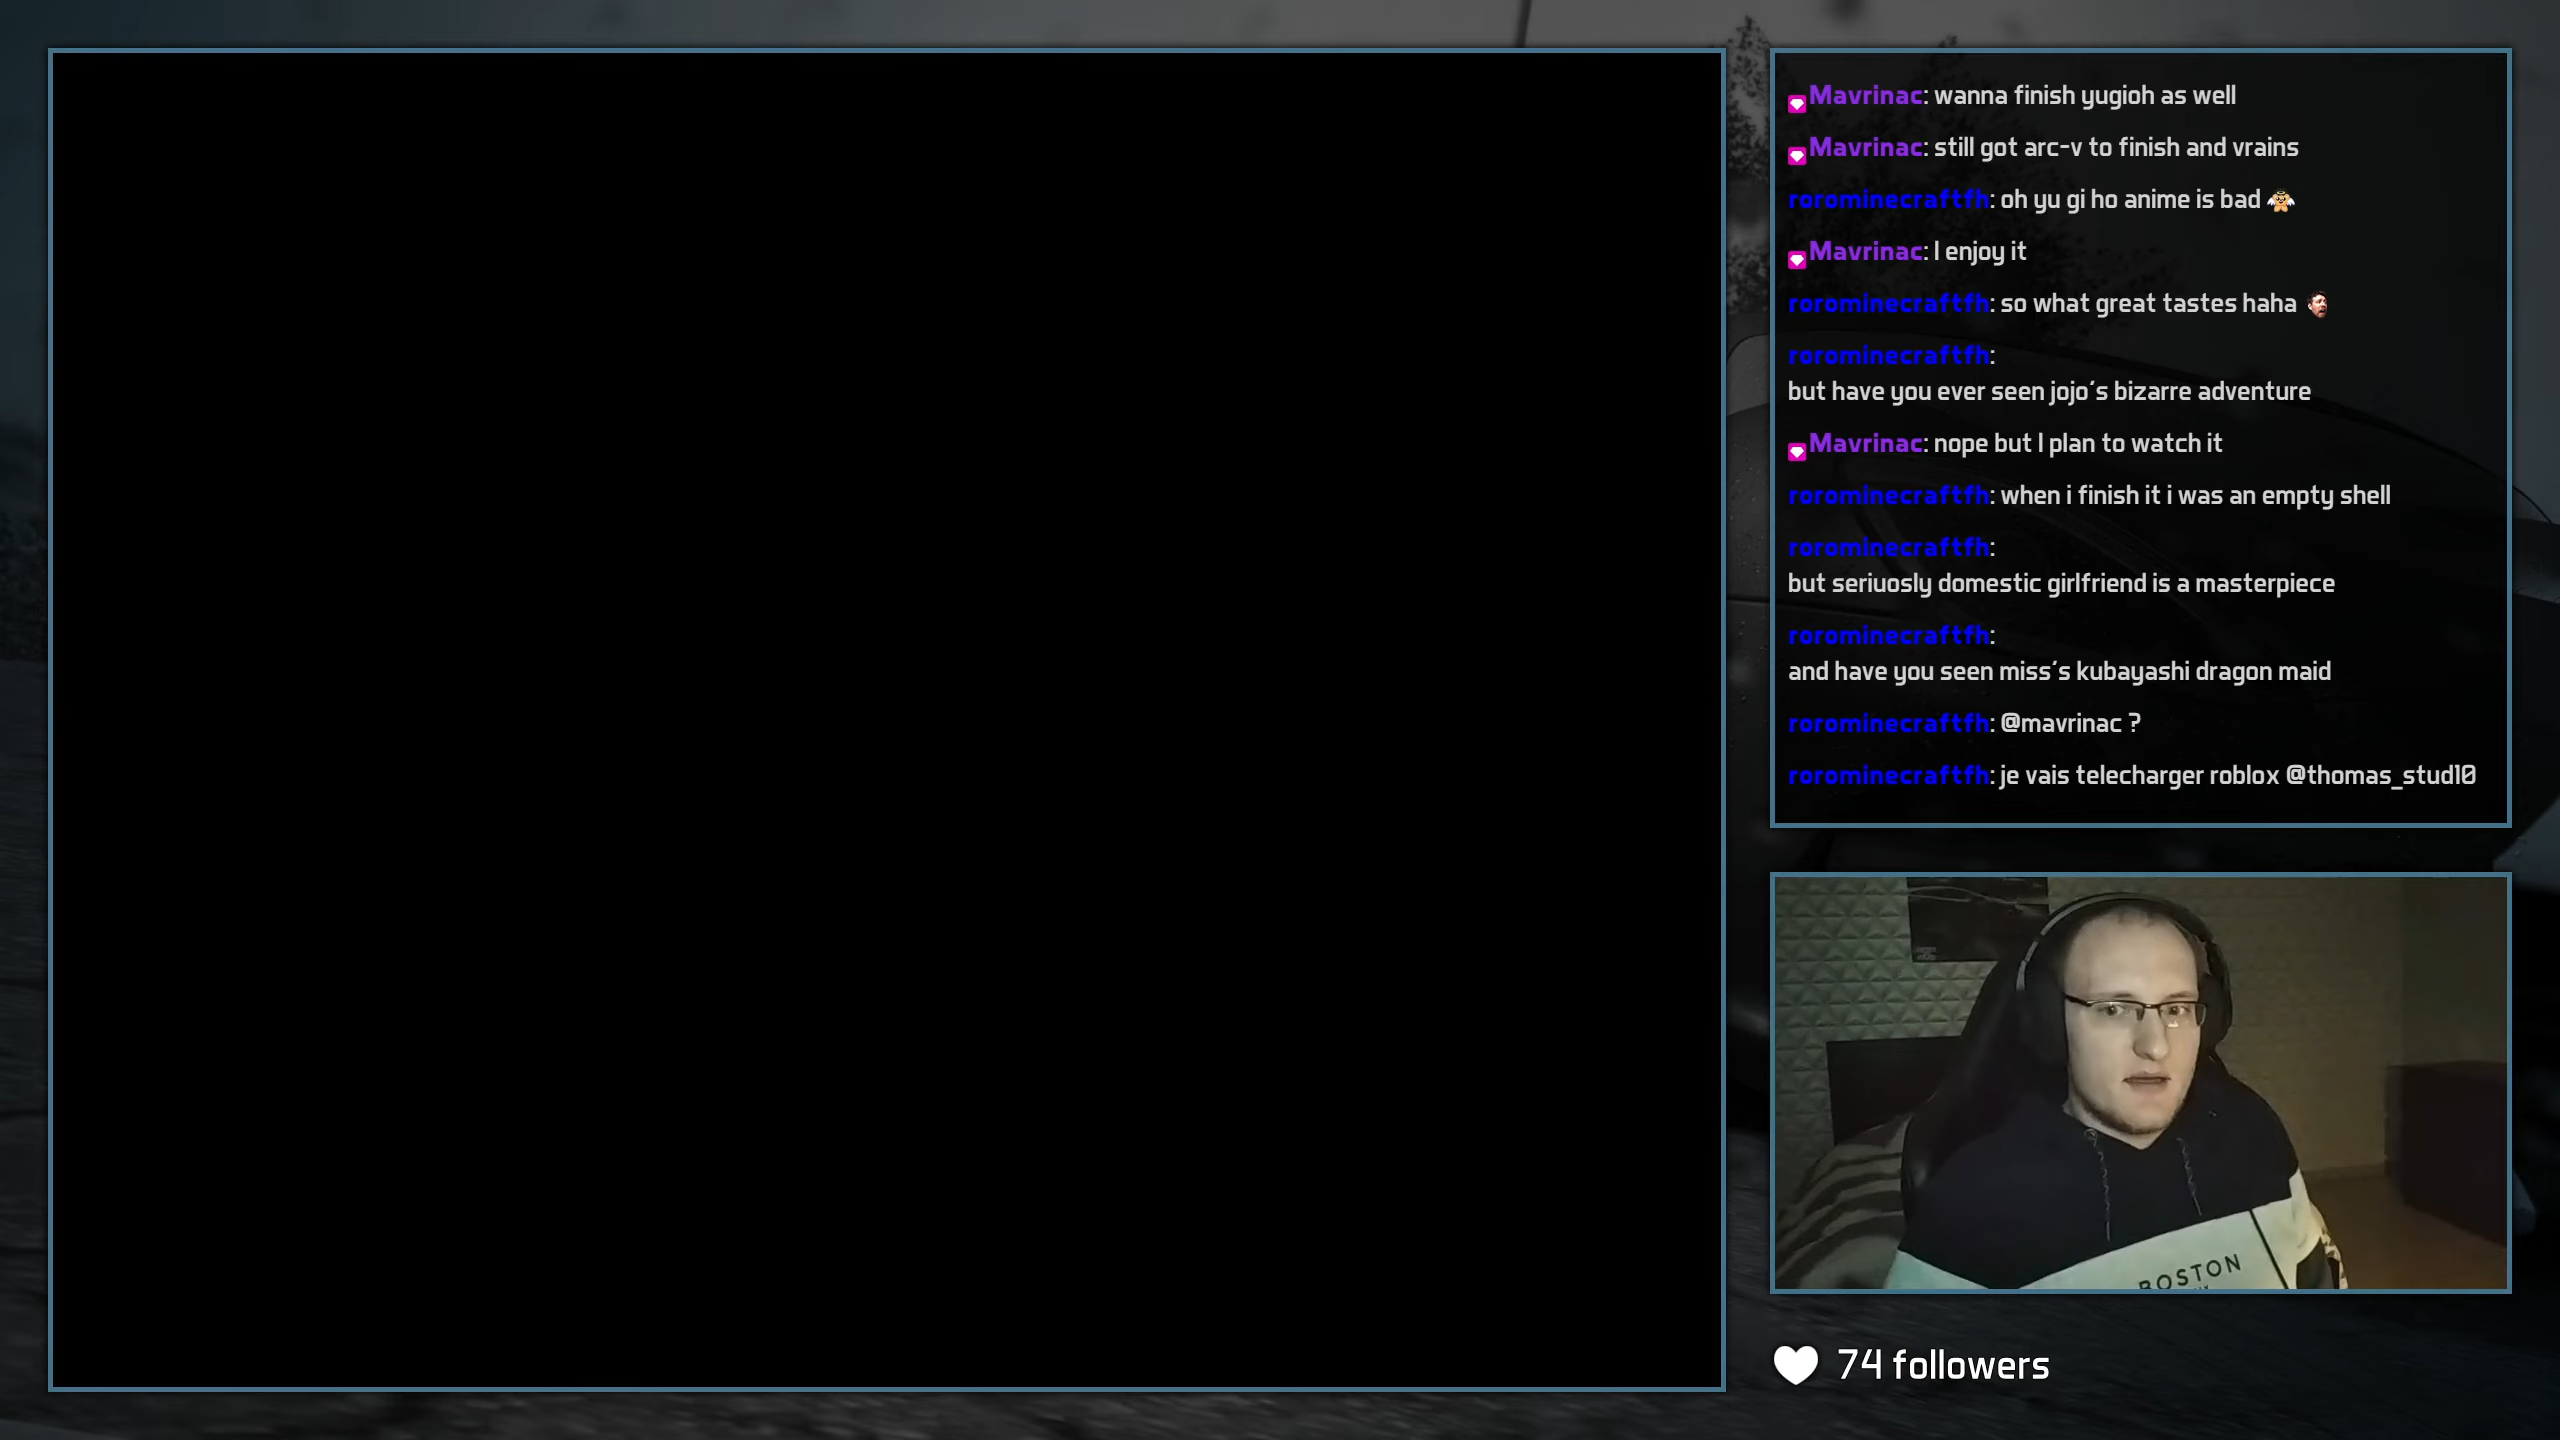 Mavrinac: wanna finish yugioh as well
Mavrinac: still got arc-v to finish and vrains
rorominecraftfh: oh yu gi ho anime is bad
Mavrinac: I enjoy it
rorominecraftfh: so what great tastes haha
rorominecraftfh:
but have you ever seen jojo's bizarre adventure
Mavrinac: nope but I plan to watch it
rorominecraftfh: when i finish it i was an empty shell
rorominecraftfh:
but seriuosly domestic girlfriend is a masterpiece
rorominecraftfh:
and have you seen miss's kubayashi dragon maid
rorominecraftfh: @mavrinac ?
rorominecraftfh: je vais telecharger roblox @thomas_stud10
BOSTON
74 followers